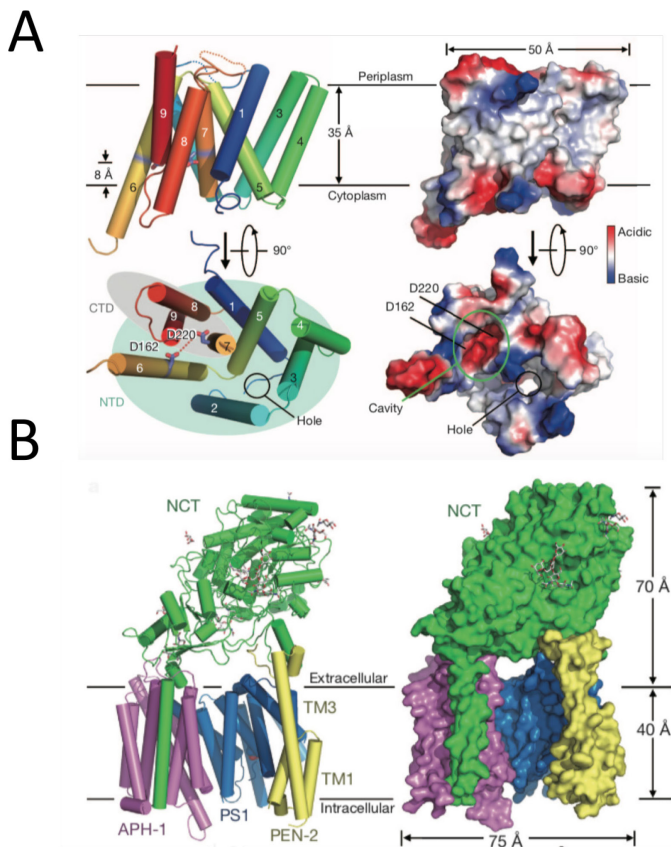 A
50 Å
Periplasm
9
8
7
1
3
4
35 Å
8 Å
6
5
Cytoplasm
90°
90°
Acidic
Basic
CTD
8
1
9
5
4
D220
D162
7
6
3
NTD
2
Hole
D220
D162
Cavity
Hole
B
a
NCT
NCT
70 Å
Extracellular
TM3
40 Å
TM1
PS1
Intracellular
APH-1
PEN-2
75 Å